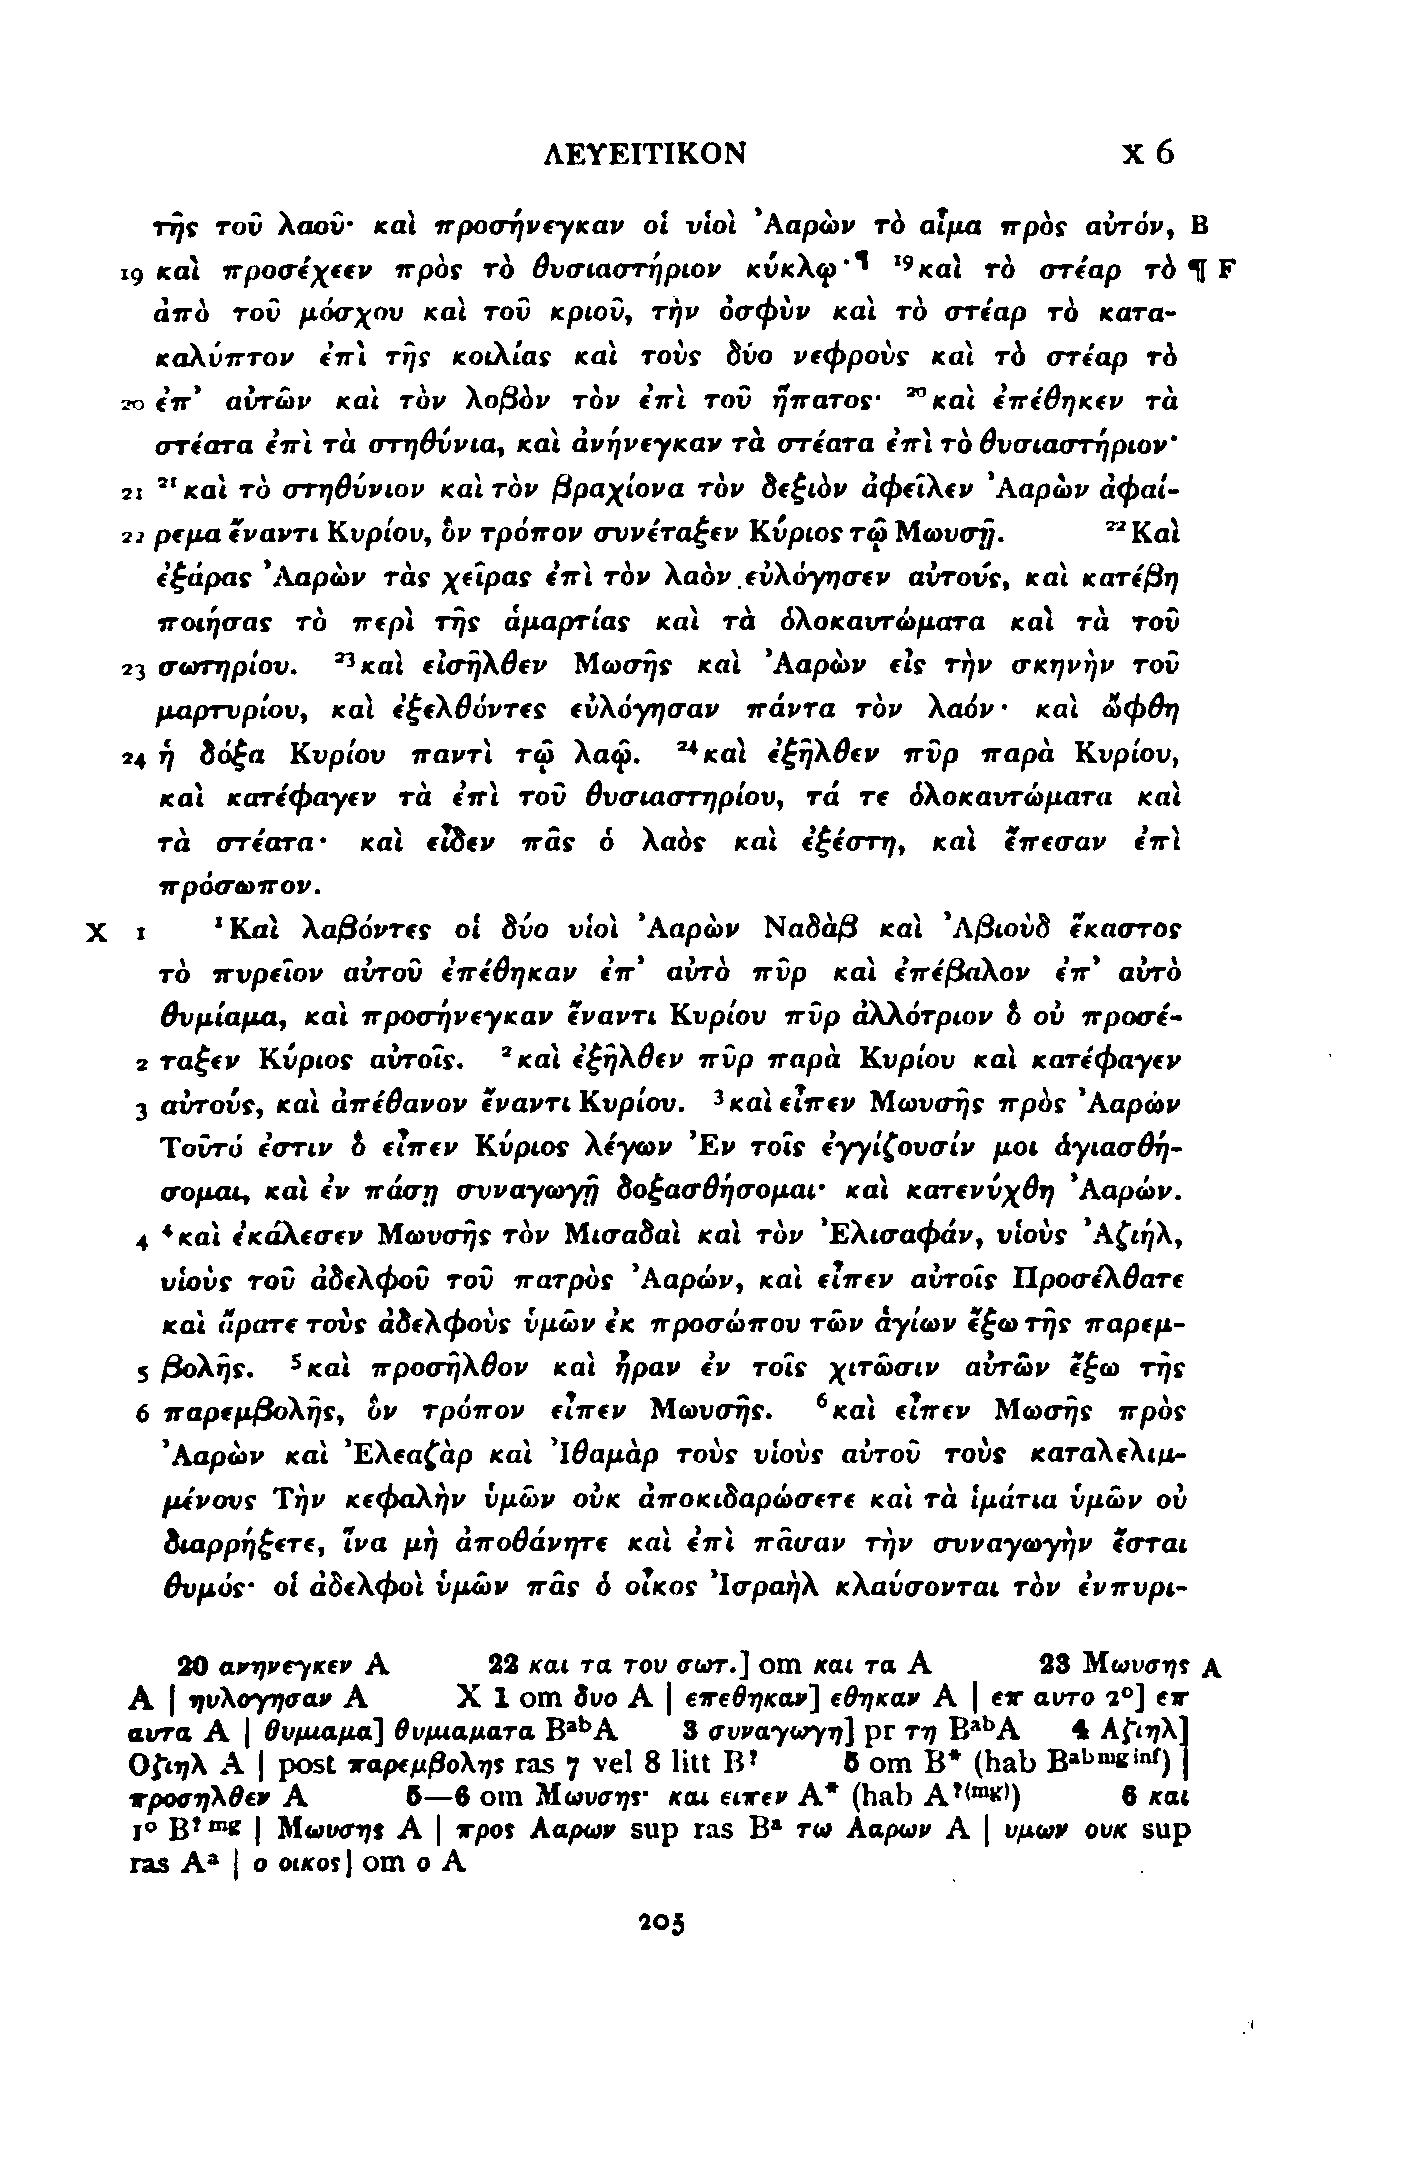 ΛΕΥΕΙΤΙΚΟΝ X 6
τῆς τοῦ λαοῦ· καὶ προσήνεγκαν οἱ υἱοὶ Ἀαρὼν τὸ αἷμα πρὸς αὐτόν, B
19 καὶ προσέχεεν πρὸς τὸ θυσιαστήριον κύκλῳ·¶ ¹⁹καὶ τὸ στέαρ τὸ ¶ F
ἀπὸ τοῦ μόσχου καὶ τοῦ κριοῦ, τὴν ὀσφὺν καὶ τὸ στέαρ τὸ κατα-
καλύπτον ἐπὶ τῆς κοιλίας καὶ τοὺς δύο νεφροὺς καὶ τὸ στέαρ τὸ
20 ἐπ’ αὐτῶν καὶ τὸν λοβὸν τὸν ἐπὶ τοῦ ἥπατος· ²⁰καὶ ἐπέθηκεν τὰ
στέατα ἐπὶ τὰ στηθύνια, καὶ ἀνήνεγκαν τὰ στέατα ἐπὶ τὸ θυσιαστήριον·
21 ²¹καὶ τὸ στηθύνιον καὶ τὸν βραχίονα τὸν δεξιὸν ἀφεῖλεν Ἀαρὼν ἀφαί-
22 ρεμα ἔναντι Κυρίου, ὃν τρόπον συνέταξεν Κύριος τῷ Μωυσῇ. ²²Καὶ
ἐξάρας Ἀαρὼν τὰς χεῖρας ἐπὶ τὸν λαὸν εὐλόγησεν αὐτούς, καὶ κατέβη
ποιήσας τὸ περὶ τῆς ἁμαρτίας καὶ τὰ ὁλοκαυτώματα καὶ τὰ τοῦ
23 σωτηρίου. ²³καὶ εἰσῆλθεν Μωσῆς καὶ Ἀαρὼν εἰς τὴν σκηνὴν τοῦ
μαρτυρίου, καὶ ἐξελθόντες εὐλόγησαν πάντα τὸν λαόν· καὶ ὤφθη
24 ἡ δόξα Κυρίου παντὶ τῷ λαῷ. ²⁴καὶ ἐξῆλθεν πῦρ παρὰ Κυρίου,
καὶ κατέφαγεν τὰ ἐπὶ τοῦ θυσιαστηρίου, τά τε ὁλοκαυτώματα καὶ
τὰ στέατα· καὶ εἶδεν πᾶς ὁ λαὸς καὶ ἐξέστη, καὶ ἔπεσαν ἐπὶ
πρόσωπον.
X 1 ¹Καὶ λαβόντες οἱ δύο υἱοὶ Ἀαρὼν Ναδὰβ καὶ Ἀβιοὺδ ἕκαστος
τὸ πυρεῖον αὐτοῦ ἐπέθηκαν ἐπ’ αὐτὸ πῦρ καὶ ἐπέβαλον ἐπ’ αὐτὸ
θυμίαμα, καὶ προσήνεγκαν ἔναντι Κυρίου πῦρ ἀλλότριον ὃ οὐ προσέ-
2 ταξεν Κύριος αὐτοῖς. ²καὶ ἐξῆλθεν πῦρ παρὰ Κυρίου καὶ κατέφαγεν
3 αὐτούς, καὶ ἀπέθανον ἔναντι Κυρίου. ³καὶ εἶπεν Μωυσῆς πρὸς Ἀαρών
Τοῦτό ἐστιν ὃ εἶπεν Κύριος λέγων Ἐν τοῖς ἐγγίζουσίν μοι ἁγιασθή-
σομαι, καὶ ἐν πάσῃ συναγωγῇ δοξασθήσομαι· καὶ κατενύχθη Ἀαρών.
4 ⁴καὶ ἐκάλεσεν Μωυσῆς τὸν Μισαδαὶ καὶ τὸν Ἐλισαφάν, υἱοὺς Ἀζιήλ,
υἱοὺς τοῦ ἀδελφοῦ τοῦ πατρὸς Ἀαρών, καὶ εἶπεν αὐτοῖς Προσέλθατε
καὶ ἄρατε τοὺς ἀδελφοὺς ὑμῶν ἐκ προσώπου τῶν ἁγίων ἔξω τῆς παρεμ-
5 βολῆς. ⁵καὶ προσῆλθον καὶ ἦραν ἐν τοῖς χιτῶσιν αὐτῶν ἔξω τῆς
6 παρεμβολῆς, ὃν τρόπον εἶπεν Μωυσῆς. ⁶καὶ εἶπεν Μωσῆς πρὸς
Ἀαρὼν καὶ Ἐλεαζὰρ καὶ Ἰθαμὰρ τοὺς υἱοὺς αὐτοῦ τοὺς καταλελιμ-
μένους Τὴν κεφαλὴν ὑμῶν οὐκ ἀποκιδαρώσετε καὶ τὰ ἱμάτια ὑμῶν οὐ
διαρρήξετε, ἵνα μὴ ἀποθάνητε καὶ ἐπὶ πᾶσαν τὴν συναγωγὴν ἔσται
θυμός· οἱ ἀδελφοὶ ὑμῶν πᾶς ὁ οἶκος Ἰσραὴλ κλαύσονται τὸν ἐνπυρι-
20 ανηνεγκεν A 22 και τα του σωτ.] om και τα A 23 Μωυσης A
A | ηυλογησαν A X 1 om δυο A | επεθηκαν] εθηκαν A | επ αυτο 2º] επ
αυτα A | θυμιαμα] θυμιαματα BᵃᵇA 3 συναγωγη] pr τη BᵃᵇA 4 Αζιηλ]
Οζιηλ A | post παρεμβολης ras 7 vel 8 litt B? 5 om B* (hab Bᵃᵇᵐᵍⁱⁿᶠ) |
προσηλθεν A 5—6 om Μωυσης· και ειπεν A* (hab A?⁽ᵐᵍ⁾) 6 και
1º B?ᵐᵍ | Μωυσης A | προς Ααρων sup ras Bᵃ τω Ααρων A | υμων ουκ sup
ras Aᵃ | ο οικος] om ο A
205